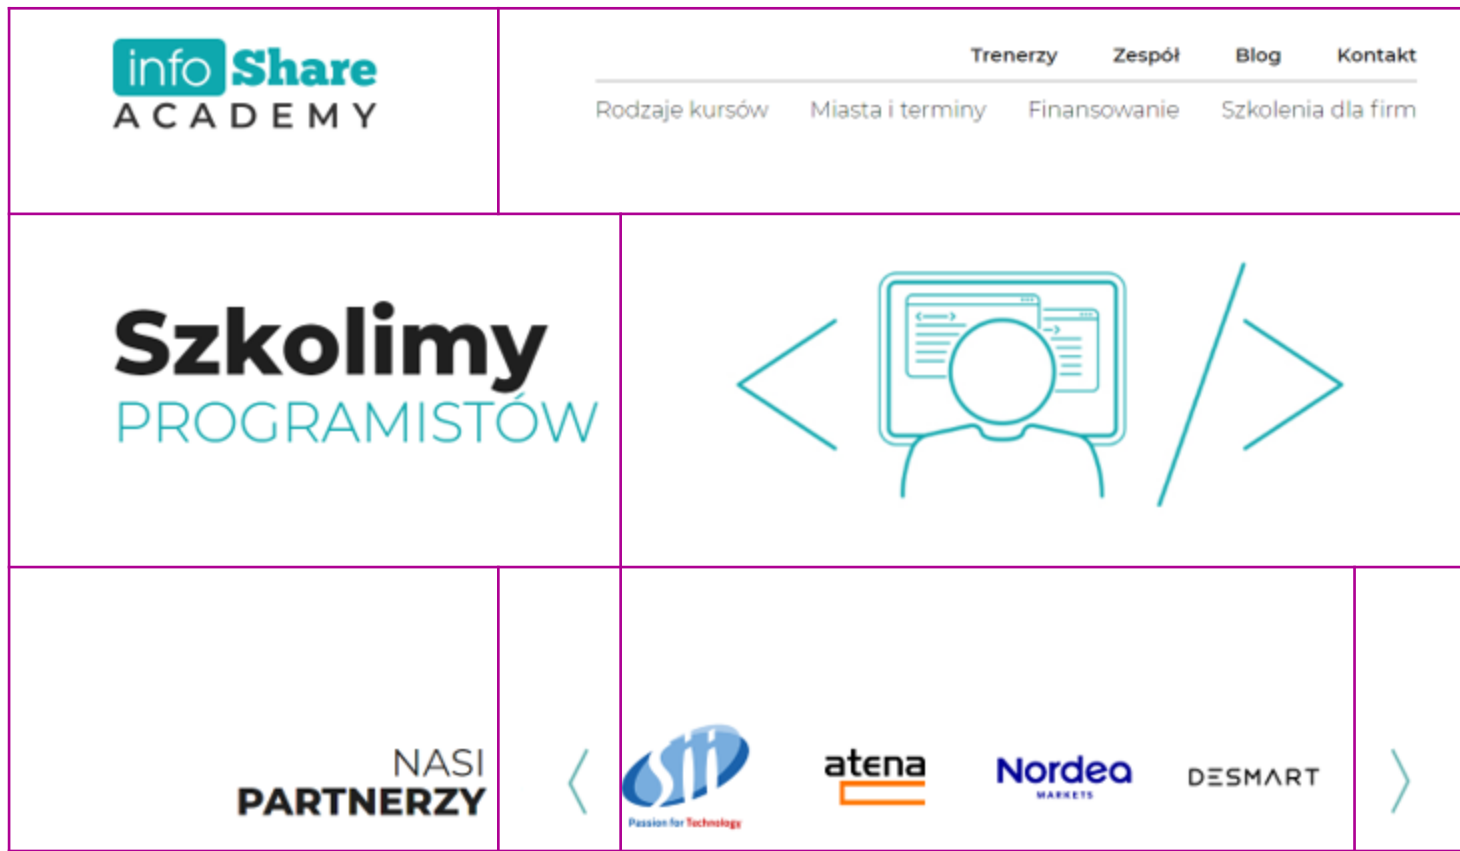 info Share
ACADEMY
Trenerzy Zespół Blog Kontakt
Rodzaje kursów Miasta i terminy Finansowanie Szkolenia dla firm
Szkolimy
PROGRAMISTÓW
NASI
PARTNERZY
Sii
Passion for Technology
atena
Nordea
MARKETS
DESMART